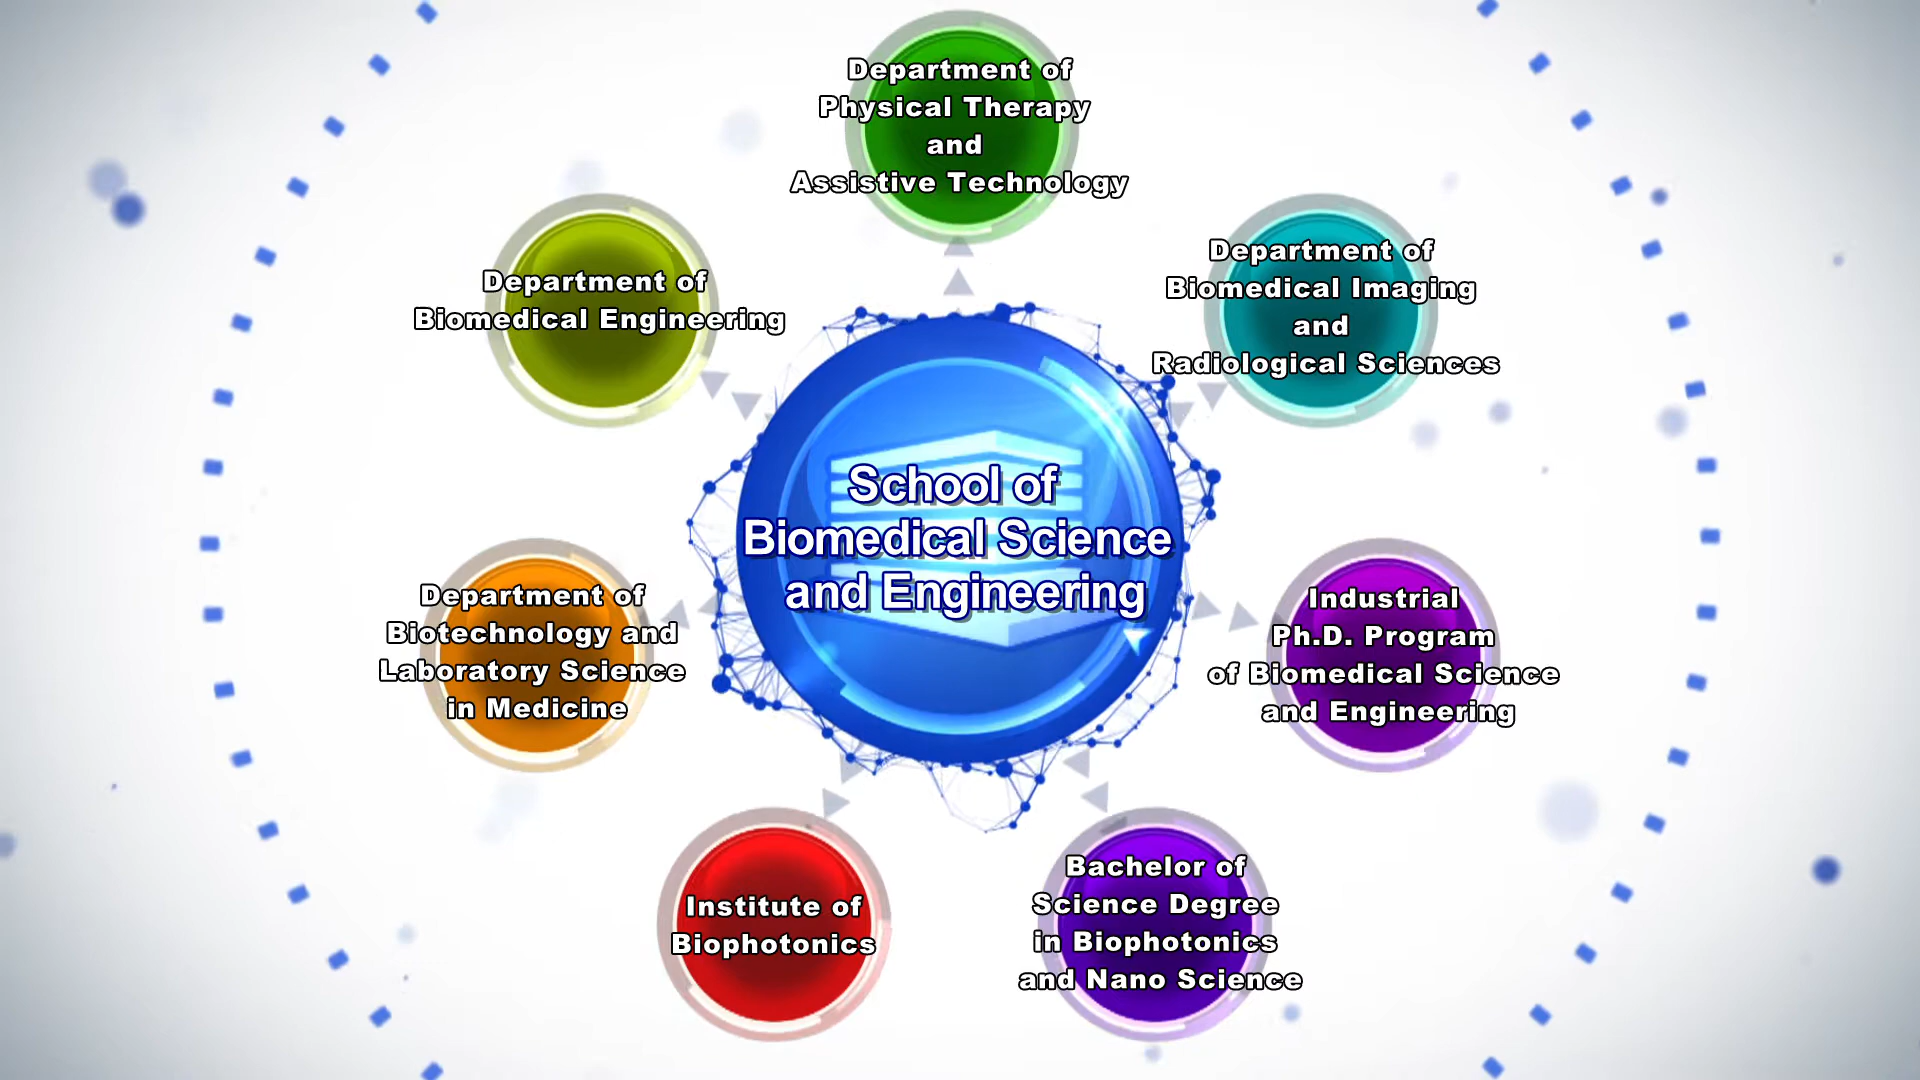 Department of
Physical Therapy
and
Assistive Technology
Department of
Biomedical Engineering
Department of
Biomedical Imaging
and
Radiological Sciences
School of
Biomedical Science
and Engineering
Department of
Biotechnology and
Laboratory Science
in Medicine
Industrial
Ph.D. Program
of Biomedical Science
and Engineering
Institute of
Biophotonics
Bachelor of
Science Degree
in Biophotonics
and Nano Science